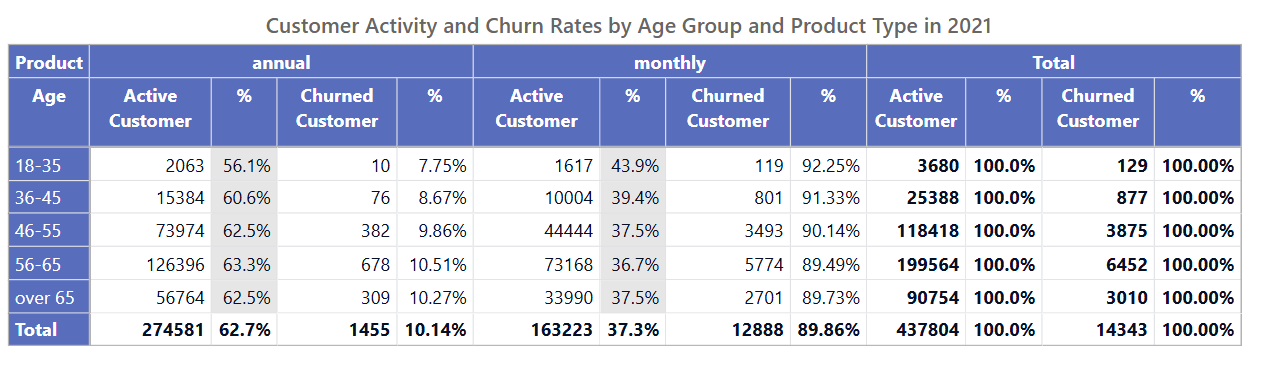 Customer Activity and Churn Rates by Age Group and Product Type in 2021
Product annual monthly Total
Age Active Customer % Churned Customer % Active Customer % Churned Customer % Active Customer % Churned Customer %
18-35 2063 56.1% 10 7.75% 1617 43.9% 119 92.25% 3680 100.0% 129 100.00%
36-45 15384 60.6% 76 8.67% 10004 39.4% 801 91.33% 25388 100.0% 877 100.00%
46-55 73974 62.5% 382 9.86% 44444 37.5% 3493 90.14% 118418 100.0% 3875 100.00%
56-65 126396 63.3% 678 10.51% 73168 36.7% 5774 89.49% 199564 100.0% 6452 100.00%
over 65 56764 62.5% 309 10.27% 33990 37.5% 2701 89.73% 90754 100.0% 3010 100.00%
Total 274581 62.7% 1455 10.14% 163223 37.3% 12888 89.86% 437804 100.0% 14343 100.00%